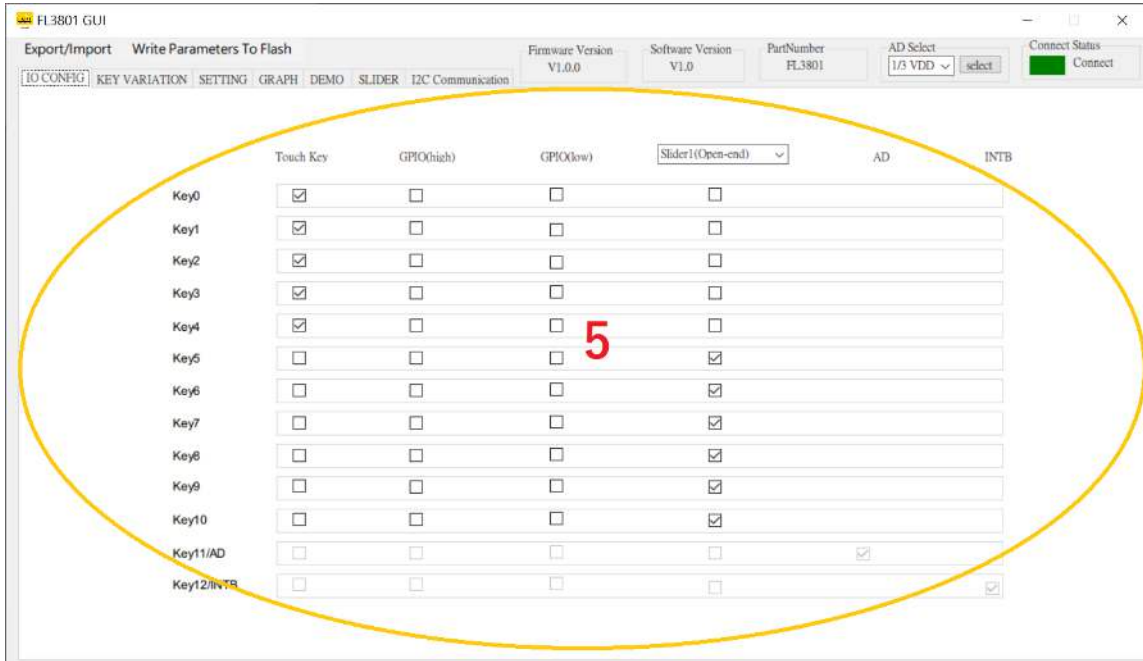 FL3801 GUI
Export/Import Write Parameters To Flash
Firmware Version
V1.0.0
Software Version
V1.0
PartNumber
FL3801
AD Select
1/3 VDD select
Connect Status
Connect
IO CONFIG KEY VARIATION SETTING GRAPH DEMO SLIDER I2C Communication
Touch Key GPIO(high) GPIO(low) Slider1(Open-end) AD INTB
Key0
Key1
Key2
Key3
Key4
5
Key5
Key6
Key7
Key8
Key9
Key10
Key11/AD
Key12/INTB